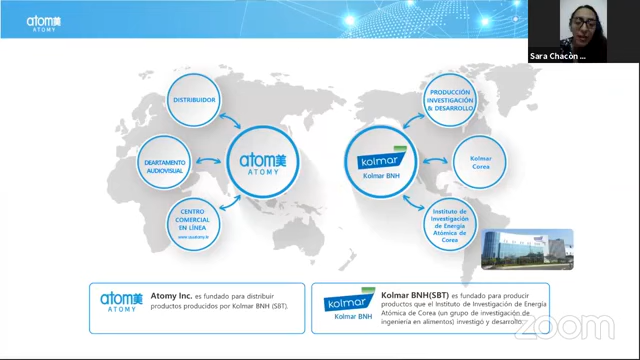 atom美
ATOMY
Sara Chacon ...
DISTRIBUIDOR
DEARTAMENTO
AUDIOVISUAL
CENTRO
COMERCIAL
EN LÍNEA
atom美
ATOMY
PRODUCCIÓN
INVESTIGACIÓN
& DESARROLLO
kolmar
Kolmar BNH
Kolmar
Corea
Instituto de
Investigación
de Energía
Atómica de
Corea
atom美
ATOMY
Atomy Inc. es fundado para distribuir
productos producidos por Kolmar BNH (SBT).
kolmar
Kolmar BNH
Kolmar BNH(SBT) es fundado para producir
productos que el Instituto de Investigación de Energía
Atómica de Corea (un grupo de investigación de
ingeniería en alimentos) investigó y desarrolló.
zoom